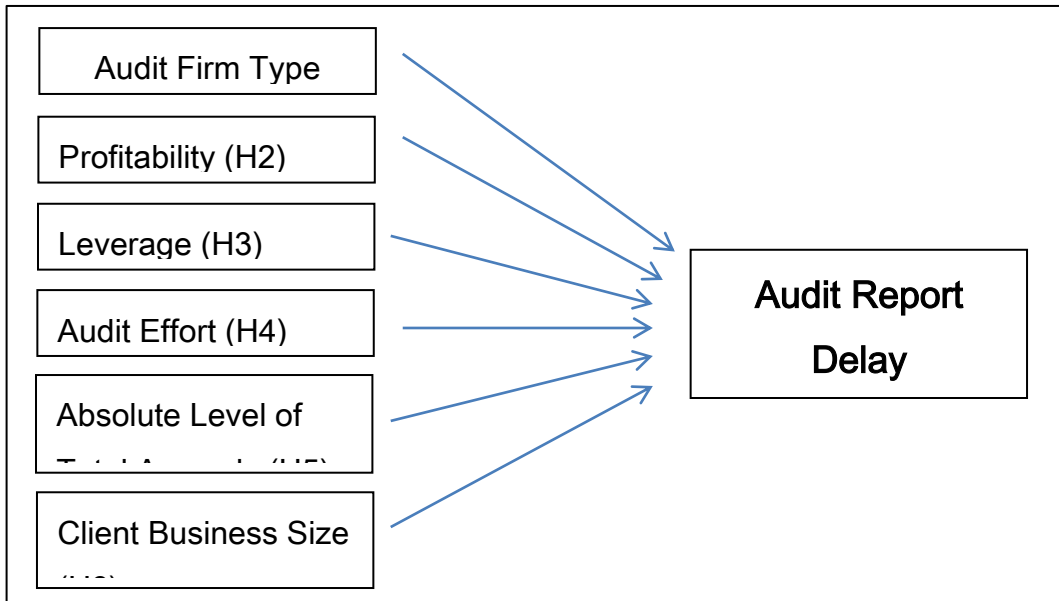 Audit Firm Type
Profitability (H2)
Leverage (H3)
Audit Effort (H4)
Absolute Level of
Client Business Size
Audit Report
Delay